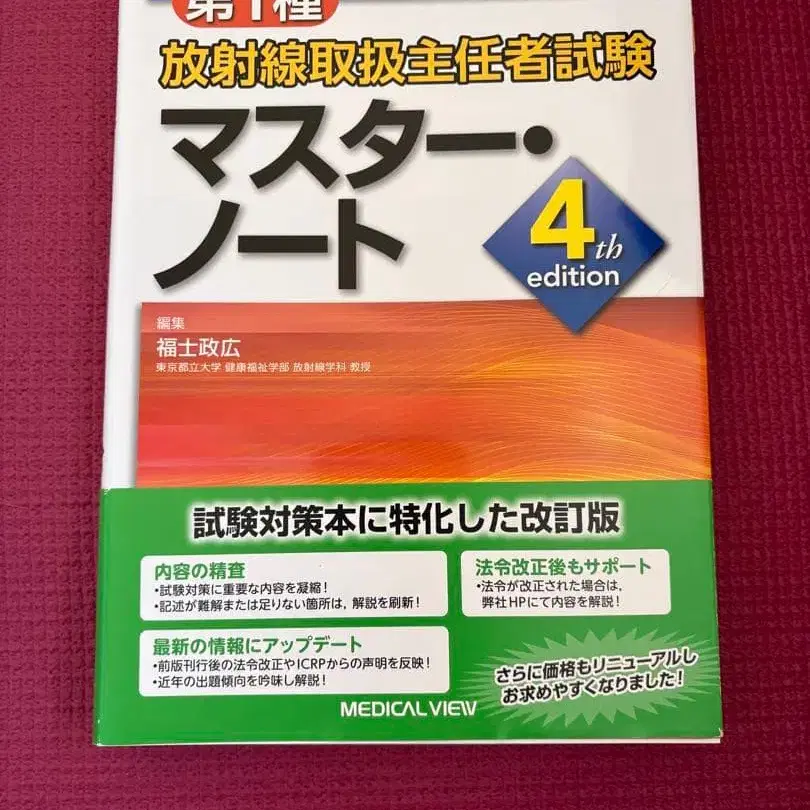 第1種
放射線取扱主任者試験
マスター・
ノート
4th
edition
編集
福士政広
東京都立大学 健康福祉学部 放射線学科 教授
試験対策本に特化した改訂版
内容の精査
・試験対策に重要な内容を凝縮!
・記述が難解または足りない箇所は,解説を刷新!
法令改正後もサポート
・法令が改正された場合は,
弊社HPにて内容を解説!
最新の情報にアップデート
・前版刊行後の法令改正やICRPからの声明を反映!
・近年の出題傾向を吟味し解説!
さらに価格もリニューアルし
お求めやすくなりました!
MEDICAL VIEW